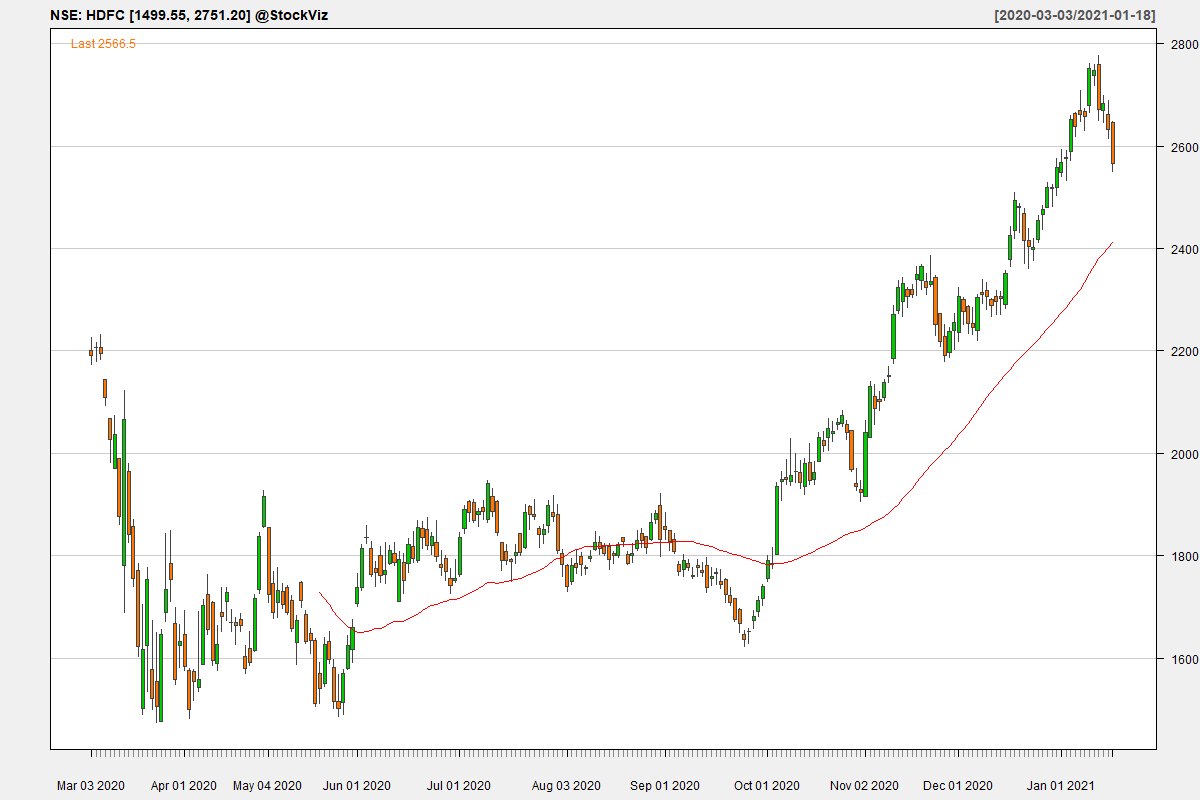 NSE: HDFC [1499.55, 2751.20] @StockViz
[2020-03-03/2021-01-18]
Last 2566.5
2800
2600
2400
2200
2000
1800
1600
Mar 03 2020 Apr 01 2020 May 04 2020 Jun 01 2020 Jul 01 2020 Aug 03 2020 Sep 01 2020 Oct 01 2020 Nov 02 2020 Dec 01 2020 Jan 01 2021